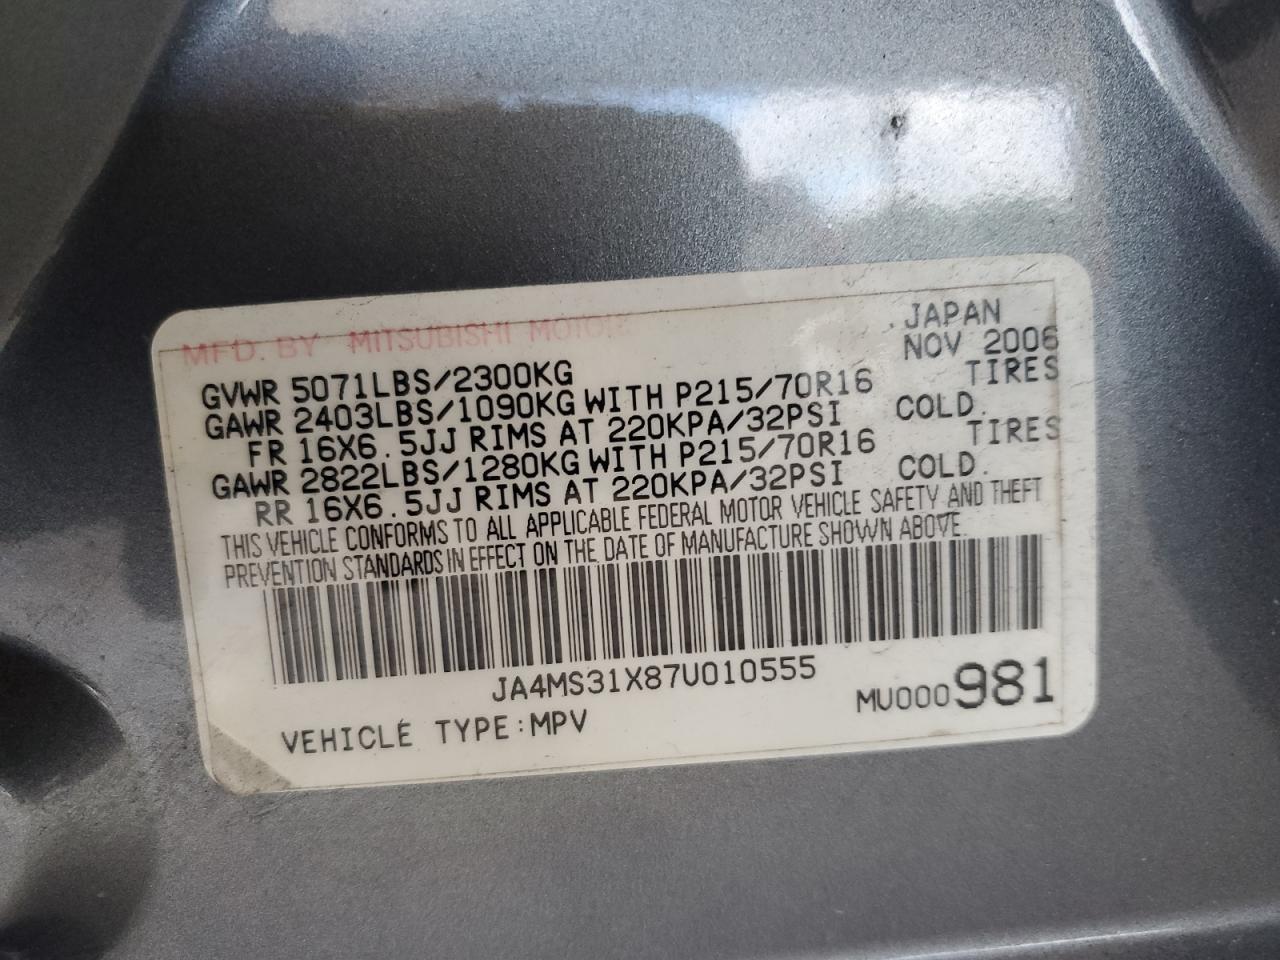 MFD. BY MITSUBISHI MOTOR JAPAN
NOV 2006
GVWR 5071LBS/2300KG
GAWR 2403LBS/1090KG WITH P215/70R16 TIRES
FR 16X6.5JJ RIMS AT 220KPA/32PSI COLD.
GAWR 2822LBS/1280KG WITH P215/70R16 TIRES
RR 16X6.5JJ RIMS AT 220KPA/32PSI COLD.
THIS VEHICLE CONFORMS TO ALL APPLICABLE FEDERAL MOTOR VEHICLE SAFETY AND THEFT
PREVENTION STANDARDS IN EFFECT ON THE DATE OF MANUFACTURE SHOWN ABOVE.
JA4MS31X87U010555
MU000981
VEHICLE TYPE:MPV